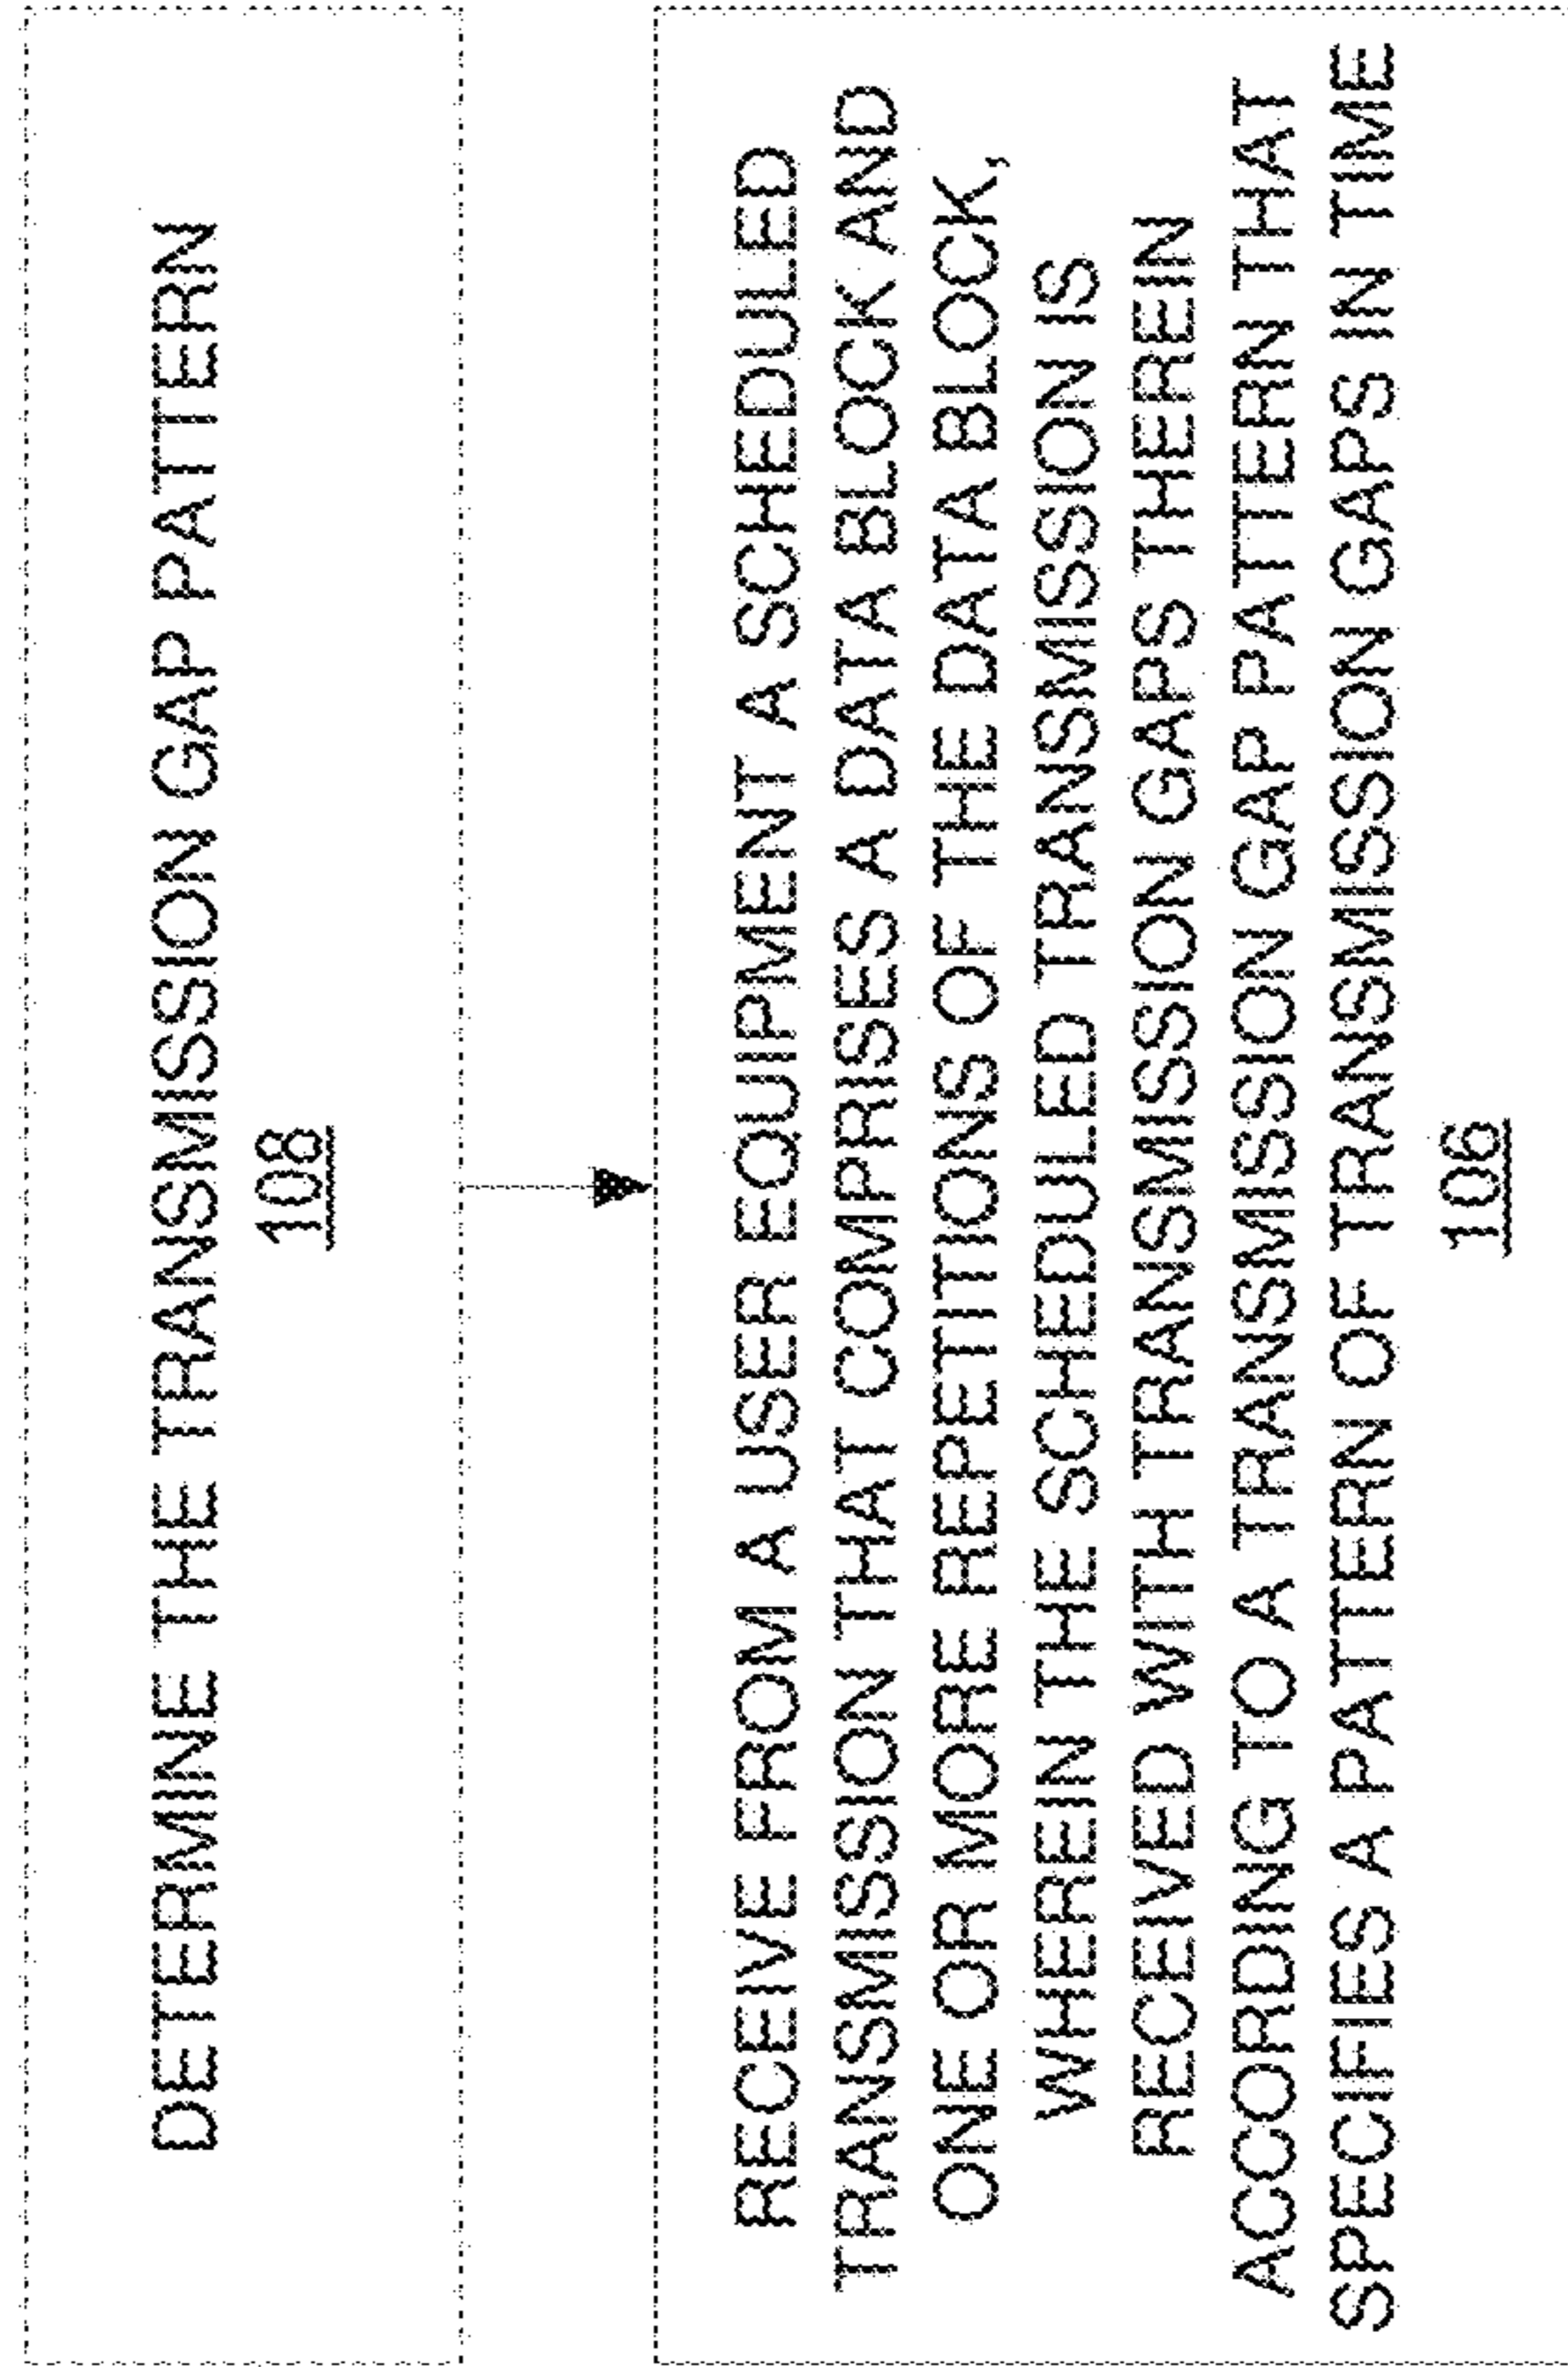 DETERMINE THE TRANSMISSION GAP PATTERN
108
RECEIVE FROM A USER EQUIPMENT A SCHEDULED
TRANSMISSION THAT COMPRISES A DATA BLOCK AND
ONE OR MORE REPETITIONS OF THE DATA BLOCK,
WHEREIN THE SCHEDULED TRANSMISSION IS
RECEIVED WITH TRANSMISSION GAPS THEREIN
ACCORDING TO A TRANSMISSION GAP PATTERN THAT
SPECIFIES A PATTERN OF TRANSMISSION GAPS IN TIME
106